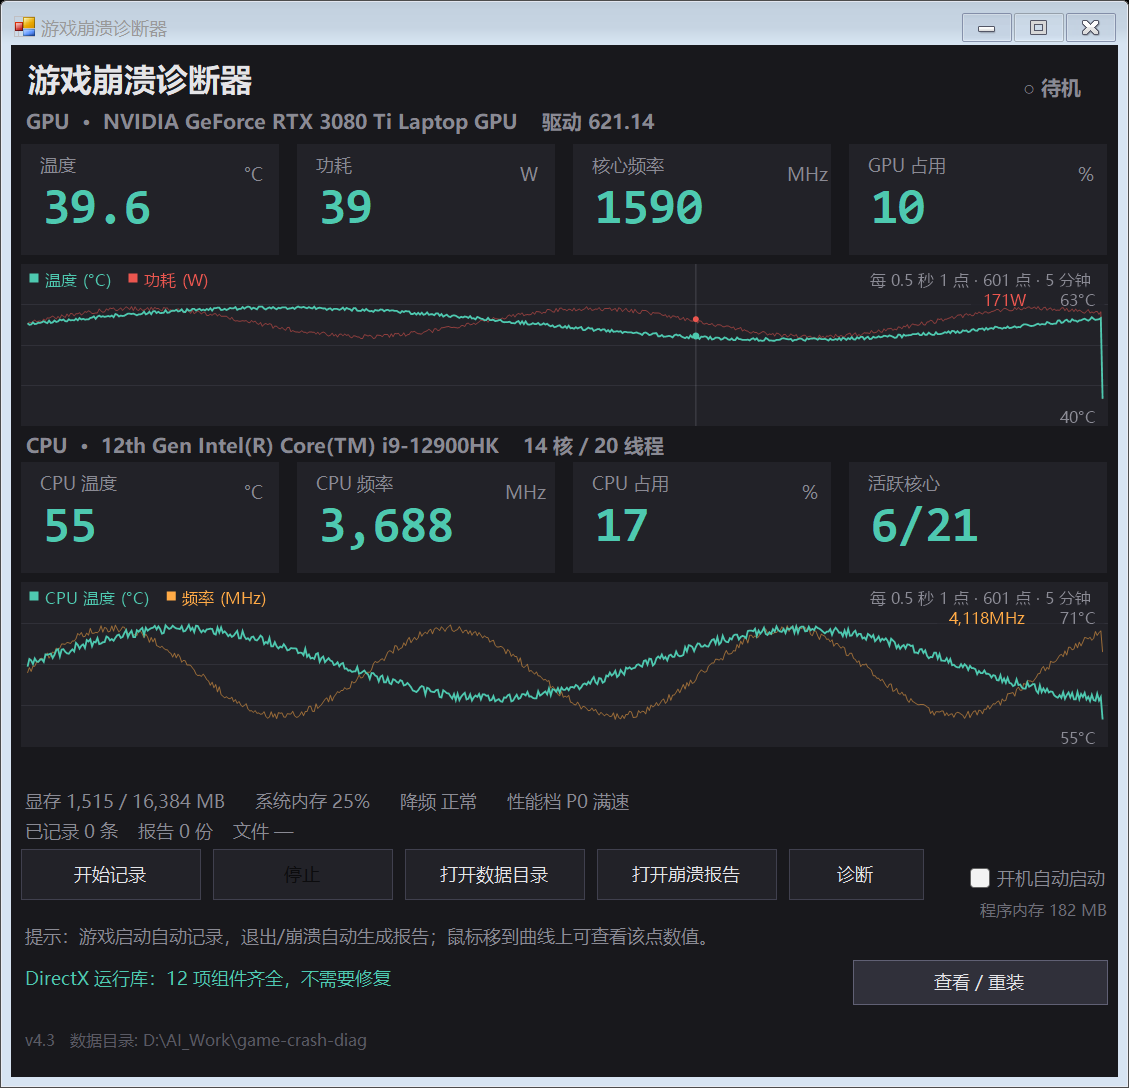 游戏崩溃诊断器
游戏崩溃诊断器
○ 待机
GPU • NVIDIA GeForce RTX 3080 Ti Laptop GPU 驱动 621.14
温度 °C
39.6
功耗 W
39
核心频率 MHz
1590
GPU 占用 %
10
温度 (°C) 功耗 (W) 每 0.5 秒 1 点 · 601 点 · 5 分钟
171W 63°C
40°C
CPU • 12th Gen Intel(R) Core(TM) i9-12900HK 14 核 / 20 线程
CPU 温度 °C
55
CPU 频率 MHz
3,688
CPU 占用 %
17
活跃核心
6/21
CPU 温度 (°C) 频率 (MHz) 每 0.5 秒 1 点 · 601 点 · 5 分钟
4,118MHz 71°C
55°C
显存 1,515 / 16,384 MB 系统内存 25% 降频 正常 性能档 P0 满速
已记录 0 条 报告 0 份 文件 —
开始记录 停止 打开数据目录 打开崩溃报告 诊断 开机自动启动
程序内存 182 MB
提示：游戏启动自动记录，退出/崩溃自动生成报告；鼠标移到曲线上可查看该点数值。
DirectX 运行库：12 项组件齐全，不需要修复
查看 / 重装
v4.3 数据目录: D:\AI_Work\game-crash-diag